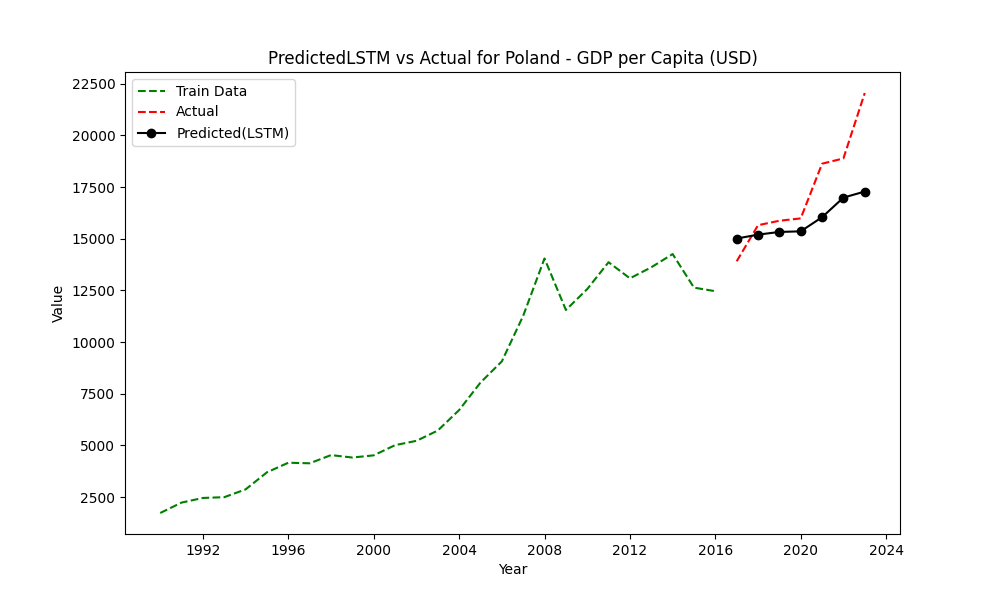 PredictedLSTM vs Actual for Poland - GDP per Capita (USD)
Train Data
Actual
Predicted(LSTM)
22500
20000
17500
15000
12500
10000
7500
5000
2500
Value
1992 1996 2000 2004 2008 2012 2016 2020 2024
Year